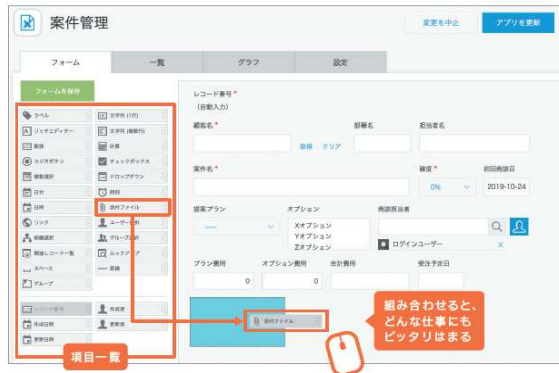 案件管理
変更を中止
アプリを更新
フォーム
一覧
グラフ
設定
フォームを保存
ラベル
文字列 (1行)
リッチエディター
文字列 (複数行)
数値
計算
ラジオボタン
チェックボックス
複数選択
ドロップダウン
日付
時刻
日時
添付ファイル
リンク
ユーザー選択
グループ選択
関連レコード一覧
ルックアップ
スペース
罫線
グループ
レコード番号
作成者
作成日時
更新者
更新日時
項目一覧
レコード番号 *
(自動入力)
顧客名 *
部署名
担当者名
取得 クリア
案件名 *
確度 *
初回商談日
0%
2019-10-24
提案プラン
オプション
商談担当者
----
Xオプション
Yオプション
Zオプション
ログインユーザー
プラン費用
オプション費用
合計費用
受注予定日
0
0
添付ファイル
組み合わせると、
どんな仕事にも
ピッタリはまる